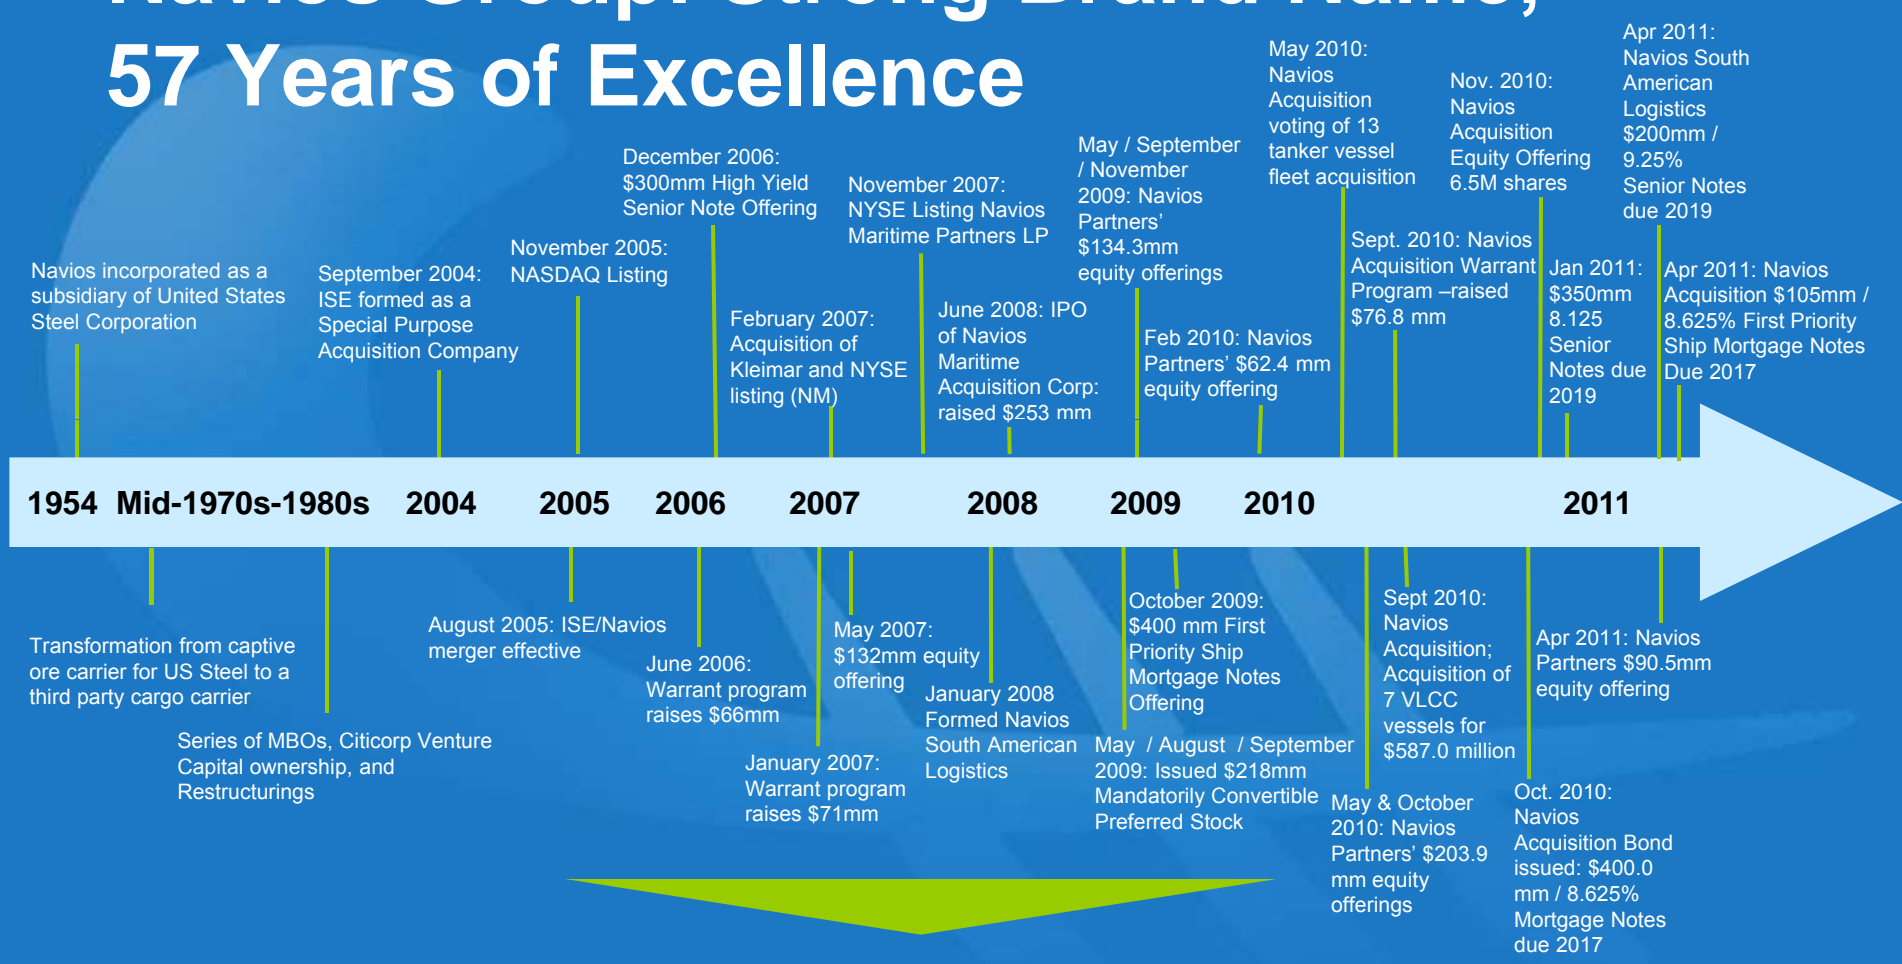 Navios Group: Strong Brand Name,
57 Years of Excellence
Navios incorporated as a
subsidiary of United States
Steel Corporation
September 2004:
ISE formed as a
Special Purpose
Acquisition Company
November 2005:
NASDAQ Listing
December 2006:
$300mm High Yield
Senior Note Offering
February 2007:
Acquisition of
Kleimar and NYSE
listing (NM)
November 2007:
NYSE Listing Navios
Maritime Partners LP
June 2008: IPO
of Navios
Maritime
Acquisition Corp:
raised $253 mm
May / September
/ November
2009: Navios
Partners’
$134.3mm
equity offerings
Feb 2010: Navios
Partners’ $62.4 mm
equity offering
May 2010:
Navios
Acquisition
voting of 13
tanker vessel
fleet acquisition
Sept. 2010: Navios
Acquisition Warrant
Program –raised
$76.8 mm
Nov. 2010:
Navios
Acquisition
Equity Offering
6.5M shares
Jan 2011:
$350mm
8.125
Senior
Notes due
2019
Apr 2011:
Navios South
American
Logistics
$200mm /
9.25%
Senior Notes
due 2019
Apr 2011: Navios
Acquisition $105mm /
8.625% First Priority
Ship Mortgage Notes
Due 2017
1954 Mid-1970s-1980s 2004 2005 2006 2007 2008 2009 2010 2011
Transformation from captive
ore carrier for US Steel to a
third party cargo carrier
Series of MBOs, Citicorp Venture
Capital ownership, and
Restructurings
August 2005: ISE/Navios
merger effective
June 2006:
Warrant program
raises $66mm
January 2007:
Warrant program
raises $71mm
May 2007:
$132mm equity
offering
January 2008
Formed Navios
South American
Logistics
May / August / September
2009: Issued $218mm
Mandatorily Convertible
Preferred Stock
October 2009:
$400 mm First
Priority Ship
Mortgage Notes
Offering
May & October
2010: Navios
Partners’ $203.9
mm equity
offerings
Sept 2010:
Navios
Acquisition;
Acquisition of
7 VLCC
vessels for
$587.0 million
Oct. 2010:
Navios
Acquisition Bond
issued: $400.0
mm / 8.625%
Mortgage Notes
due 2017
Apr 2011: Navios
Partners $90.5mm
equity offering